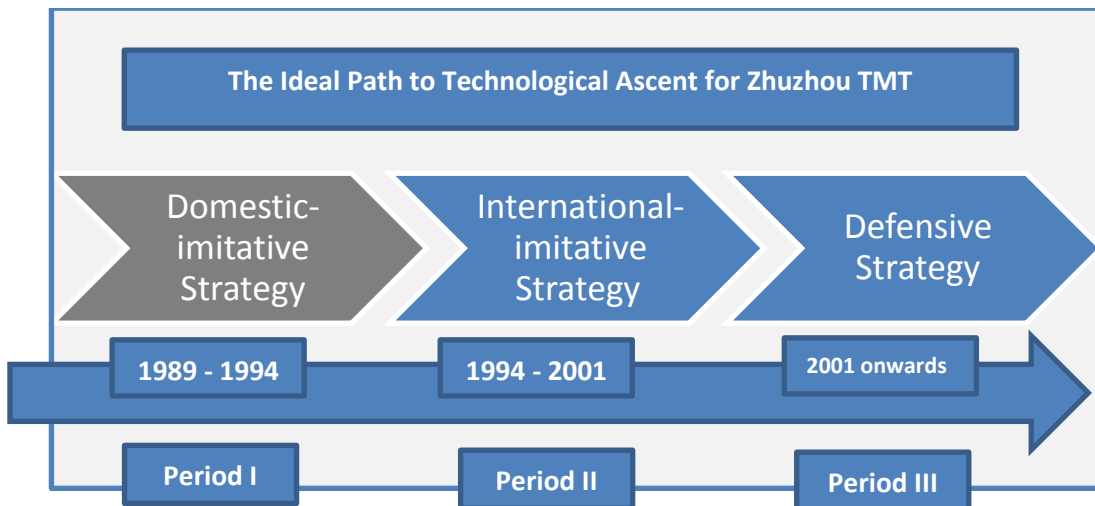 The Ideal Path to Technological Ascent for Zhuzhou TMT
Domestic-
imitative
Strategy
International-
imitative
Strategy
Defensive
Strategy
1989 - 1994
1994 - 2001
2001 onwards
Period I
Period II
Period III